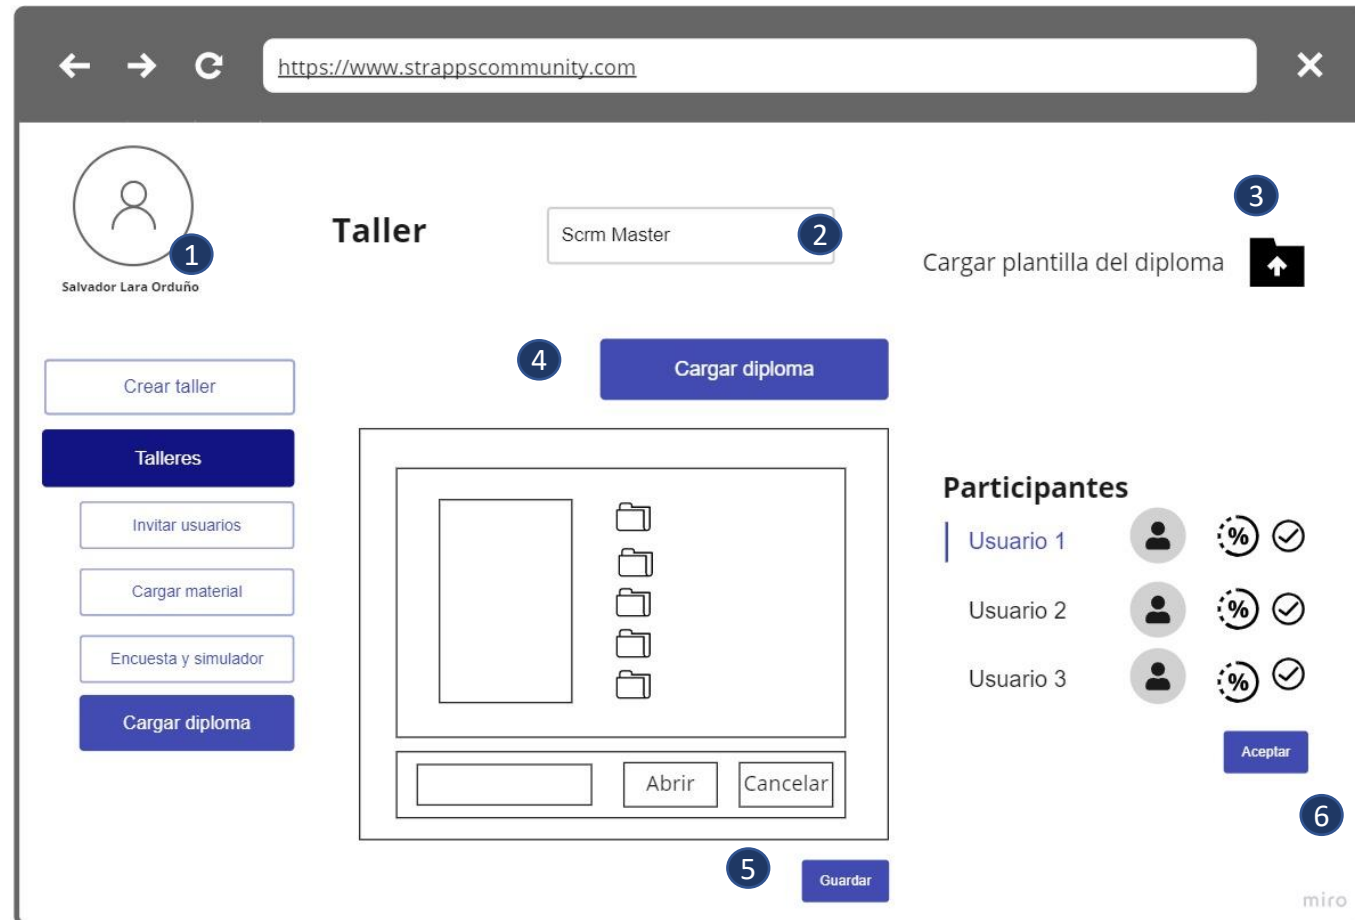 https://www.strappscommunity.com
1
Salvador Lara Orduño
Taller
Scrm Master
2
3
Cargar plantilla del diploma
4
Cargar diploma
Crear taller
Talleres
Invitar usuarios
Cargar material
Encuesta y simulador
Cargar diploma
Abrir
Cancelar
5
Guardar
Participantes
Usuario 1
%
Usuario 2
%
Usuario 3
%
Aceptar
6
miro